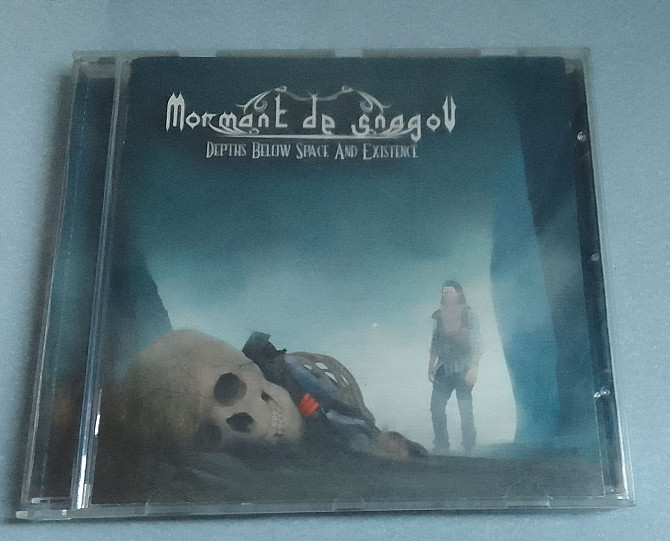 Mormant de Snagov
Depths Below Space And Existence